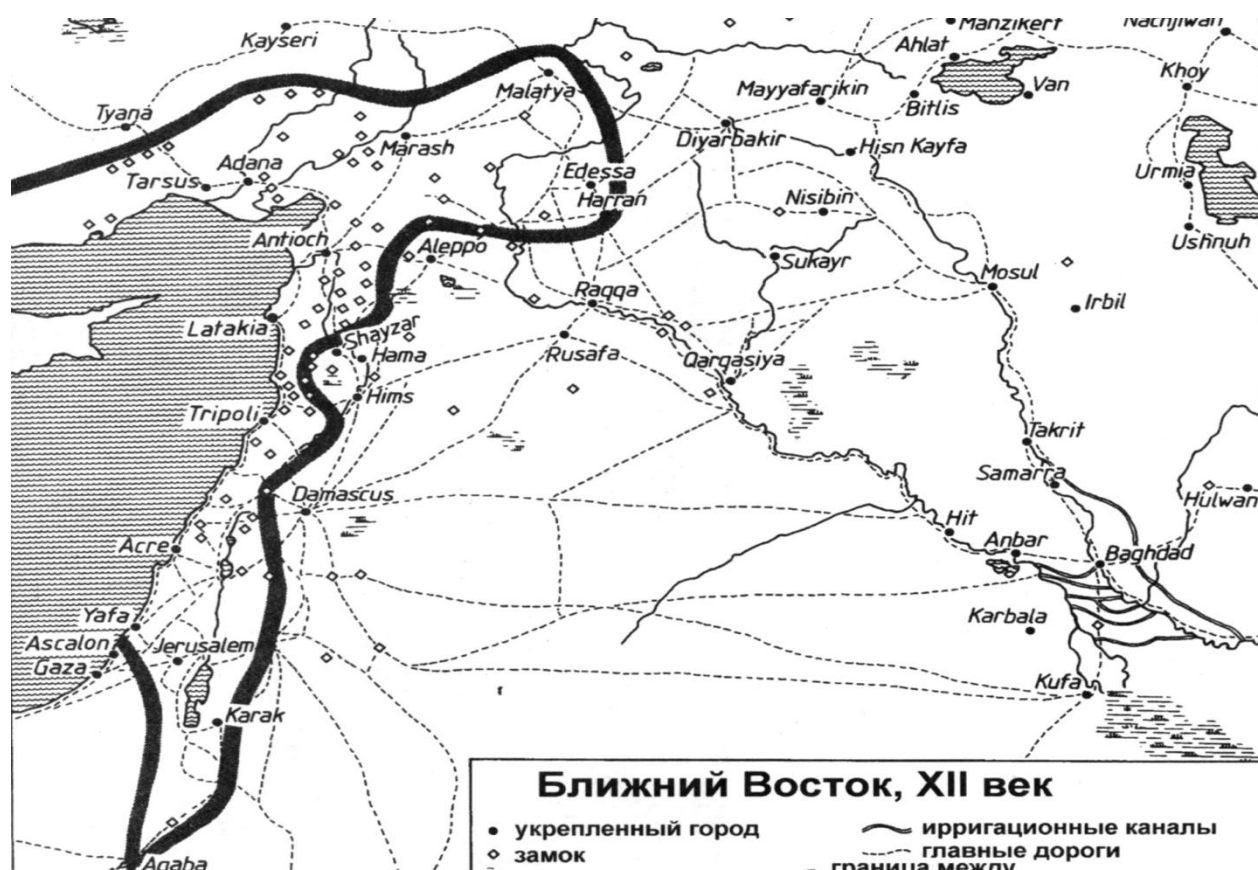 Manzikert
Nachjiwan
Kayseri
Ahlat
Khoy
Malatya
Mayyafarikin
Bitlis
Van
Tyana
Marash
Diyarbakir
Hisn Kayfa
Adana
Tarsus
Edessa
Urmia
Harran
Nisibin
Antioch
Aleppo
Ushnuh
Sukayr
Mosul
Raqqa
Irbil
Latakia
Shayzar
Hama
Rusafa
Qarqasiya
Hims
Tripoli
Takrit
Samarra
Damascus
Hulwan
Hit
Acre
Anbar
Baghdad
Yafa
Karbala
Ascalon
Jerusalem
Gaza
Kufa
Karak
Aqaba
Ближний Восток, XII век
укрепленный город
ирригационные каналы
замок
главные дороги
граница между